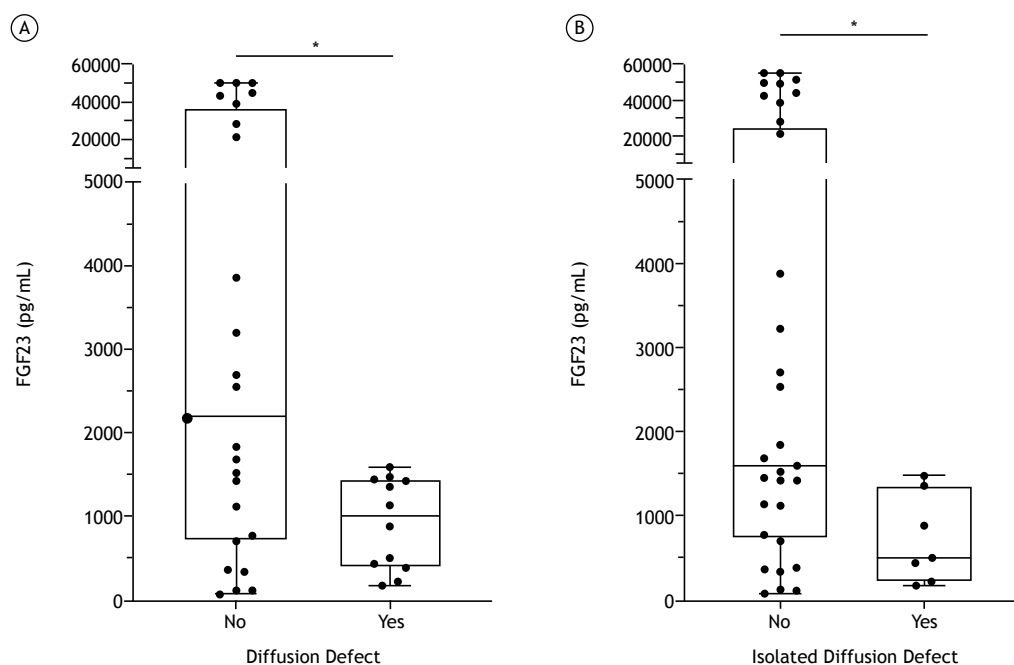 A
*
60000
40000
20000
5000
4000
3000
2000
1000
0
FGF23 (pg/mL)
No
Yes
Diffusion Defect
B
*
60000
40000
20000
5000
4000
3000
2000
1000
0
FGF23 (pg/mL)
No
Yes
Isolated Diffusion Defect